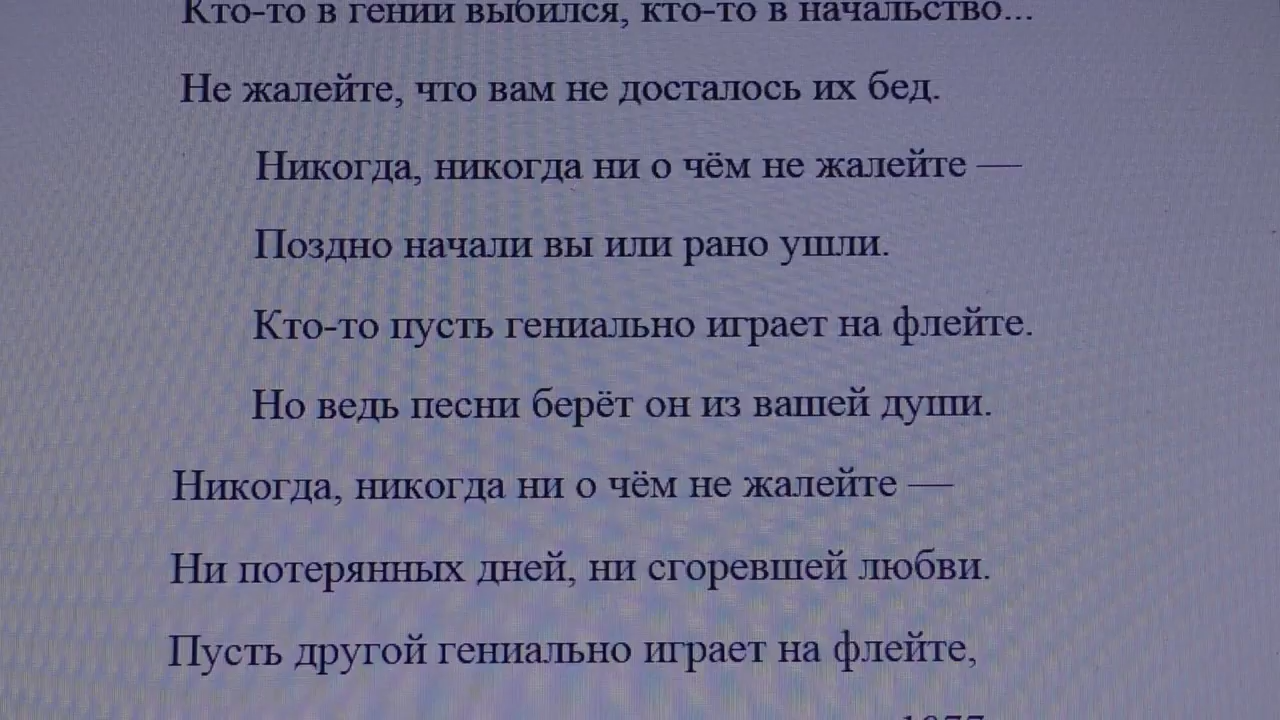 Кто-то в гении выбился, кто-то в начальство...
Не жалейте, что вам не досталось их бед.
Никогда, никогда ни о чём не жалейте —
Поздно начали вы или рано ушли.
Кто-то пусть гениально играет на флейте.
Но ведь песни берёт он из вашей души.
Никогда, никогда ни о чём не жалейте —
Ни потерянных дней, ни сгоревшей любви.
Пусть другой гениально играет на флейте,